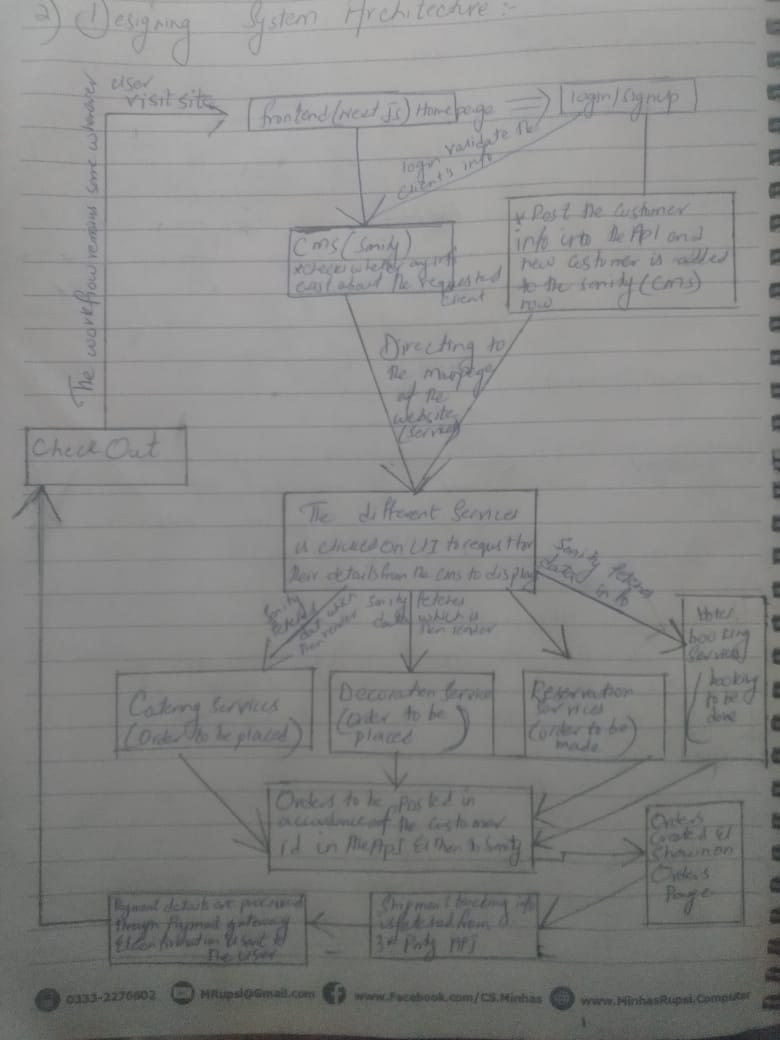 2) 1) Designing System Architecture :-
user
visit site
frontend (Next Js) Homepage
login/signup
login validate the
client's info
The workflow remains same whenever
Cms (Sanity)
*checks whether any info
exist about the requested
client
* Post the customer
info into the API and
new customer is added
to the sanity (Cms)
now
Directing to
the mainpage
of the
website
(services)
Check Out
The different Services
is clicked on UI to request for
their details from the cms to display
Sanity
fetches
data which
then render
Sanity fetches
data which is
then render
Sanity fetches
data
info
Hotel
booking
Services
(booking
to be
done
Catering Services
(Order to be placed)
Decoration Service
(Order to be
placed)
Reservation
Services
(order to be
made)
Orders to be posted in
accordance of the customer
id in the Api & then to Sanity
Orders
Created &
Shown on
Orders
Page
Shipment tracking info
is fetched from a
3rd Party API
Payment details are processed
through Payment gateway
& confirmation is sent to
the user
0333-2276602 MRupsi@Gmail.com www.Facebook.com/CS.Minhas www.MinhasRupsi.Computer